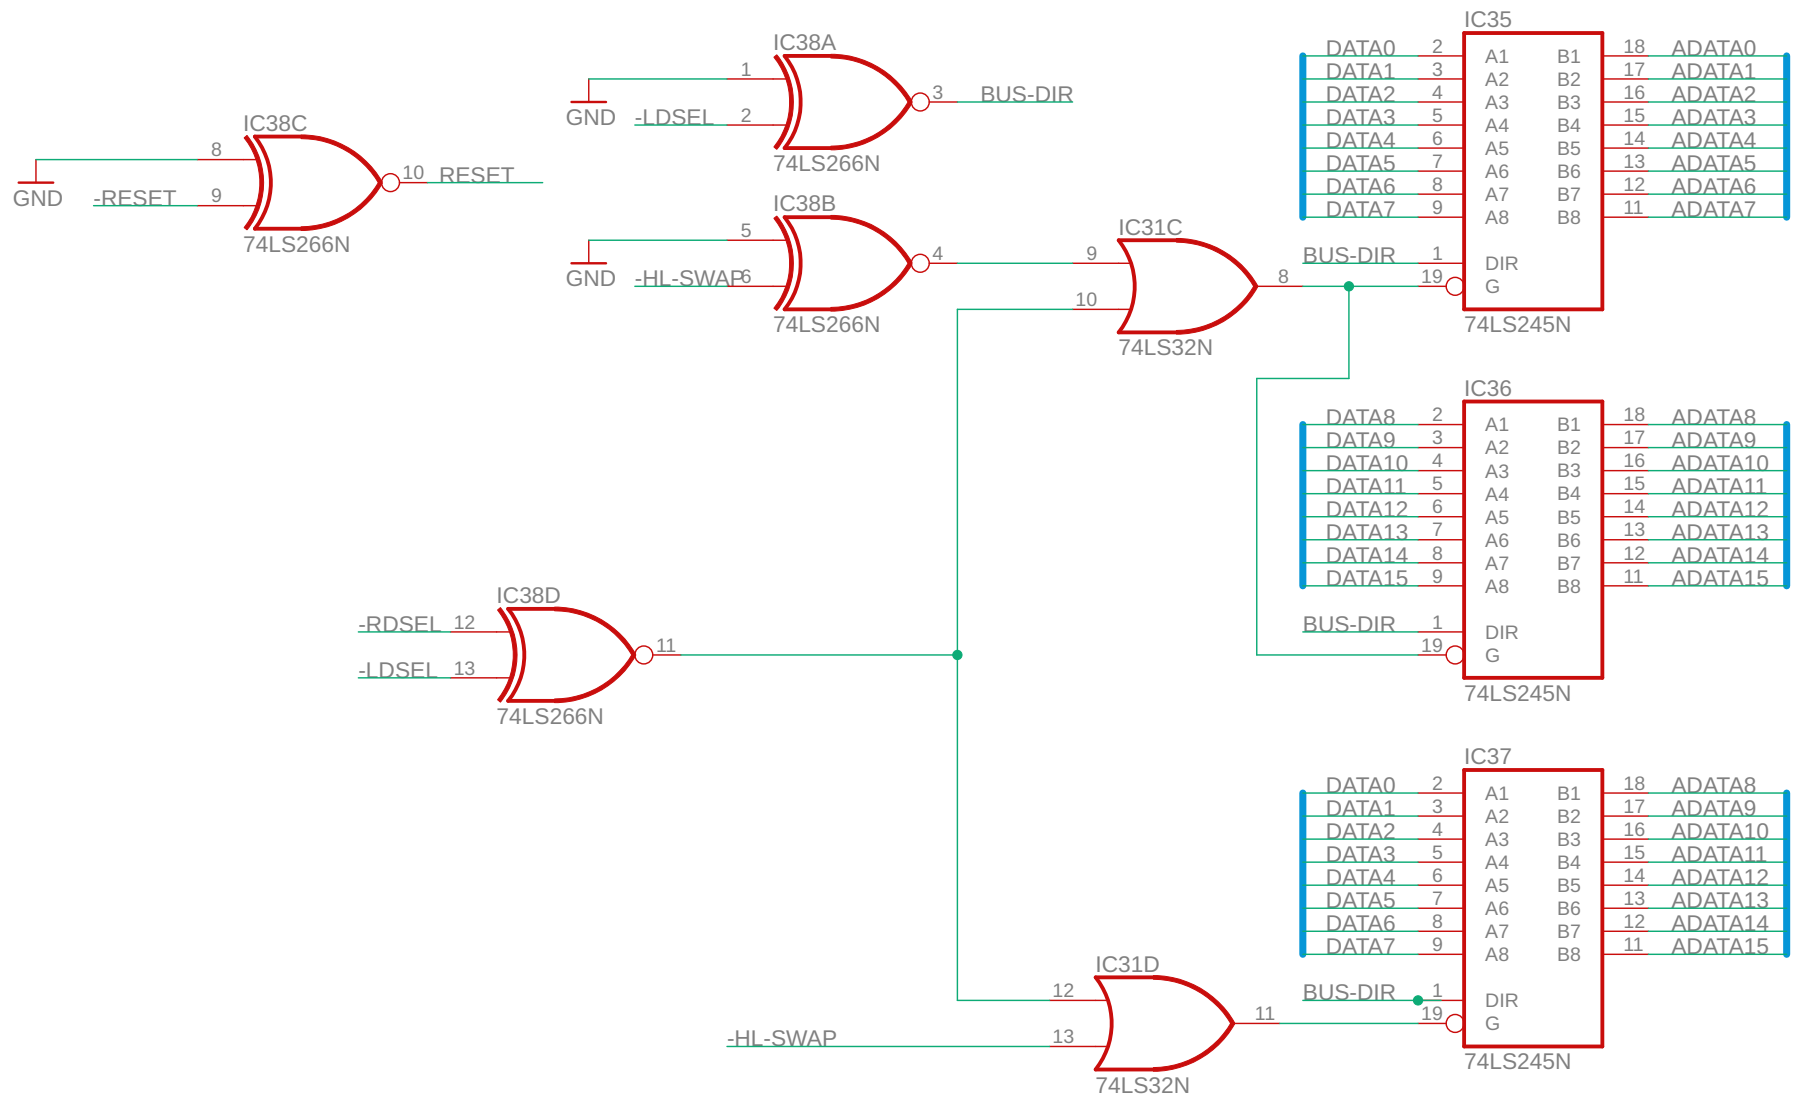 IC38C
8
9
10
GND
-RESET
RESET
74LS266N
IC38A
1
2
3
GND
-LDSEL
BUS-DIR
74LS266N
IC38B
5
6
4
GND
-HL-SWAP
74LS266N
IC31C
9
10
8
74LS32N
IC38D
-RDSEL 12
-LDSEL 13
11
74LS266N
IC31D
12
-HL-SWAP 13
11
74LS32N
IC35
DATA0 2 A1 B1 18 ADATA0
DATA1 3 A2 B2 17 ADATA1
DATA2 4 A3 B3 16 ADATA2
DATA3 5 A4 B4 15 ADATA3
DATA4 6 A5 B5 14 ADATA4
DATA5 7 A6 B6 13 ADATA5
DATA6 8 A7 B7 12 ADATA6
DATA7 9 A8 B8 11 ADATA7
BUS-DIR 1 DIR
19 G
74LS245N
IC36
DATA8 2 A1 B1 18 ADATA8
DATA9 3 A2 B2 17 ADATA9
DATA10 4 A3 B3 16 ADATA10
DATA11 5 A4 B4 15 ADATA11
DATA12 6 A5 B5 14 ADATA12
DATA13 7 A6 B6 13 ADATA13
DATA14 8 A7 B7 12 ADATA14
DATA15 9 A8 B8 11 ADATA15
BUS-DIR 1 DIR
19 G
74LS245N
IC37
DATA0 2 A1 B1 18 ADATA8
DATA1 3 A2 B2 17 ADATA9
DATA2 4 A3 B3 16 ADATA10
DATA3 5 A4 B4 15 ADATA11
DATA4 6 A5 B5 14 ADATA12
DATA5 7 A6 B6 13 ADATA13
DATA6 8 A7 B7 12 ADATA14
DATA7 9 A8 B8 11 ADATA15
BUS-DIR 1 DIR
19 G
74LS245N